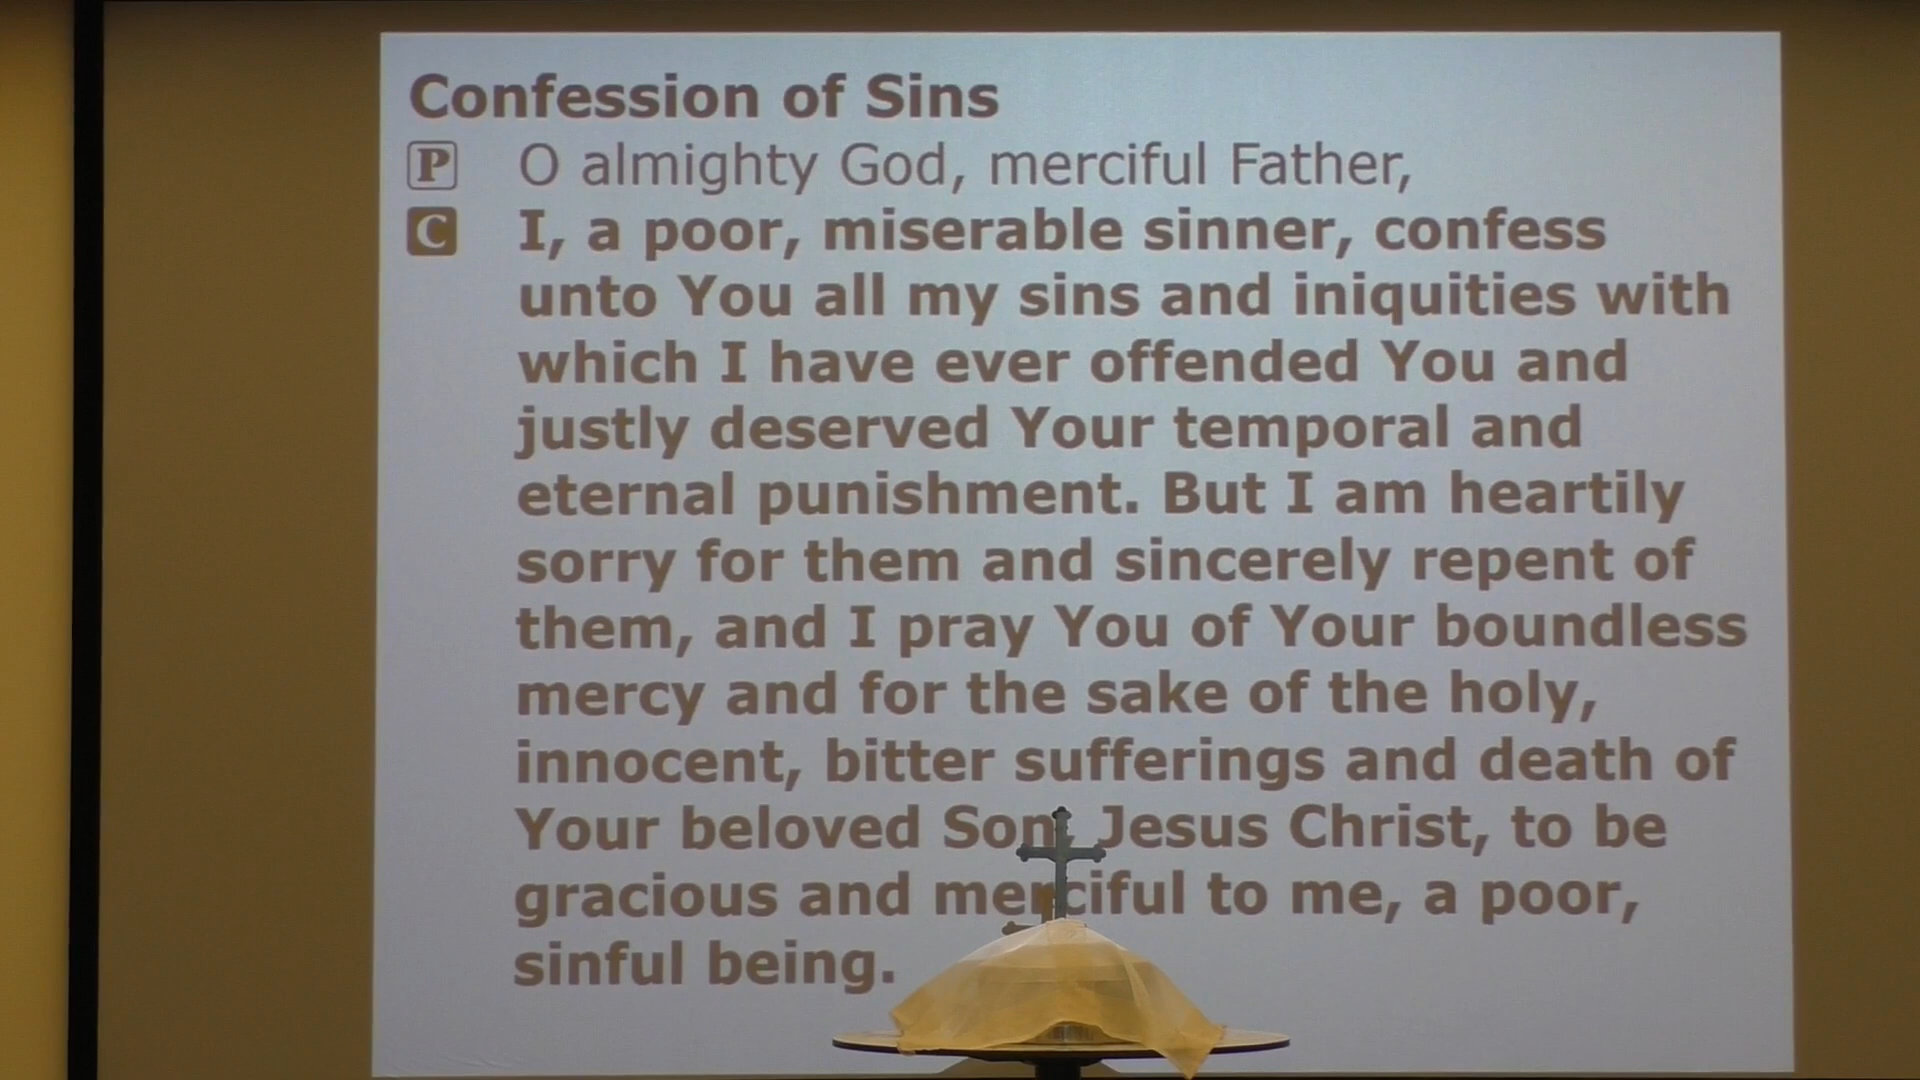 Confession of Sins
P O almighty God, merciful Father,
C I, a poor, miserable sinner, confess
unto You all my sins and iniquities with
which I have ever offended You and
justly deserved Your temporal and
eternal punishment. But I am heartily
sorry for them and sincerely repent of
them, and I pray You of Your boundless
mercy and for the sake of the holy,
innocent, bitter sufferings and death of
Your beloved Son, Jesus Christ, to be
gracious and merciful to me, a poor,
sinful being.